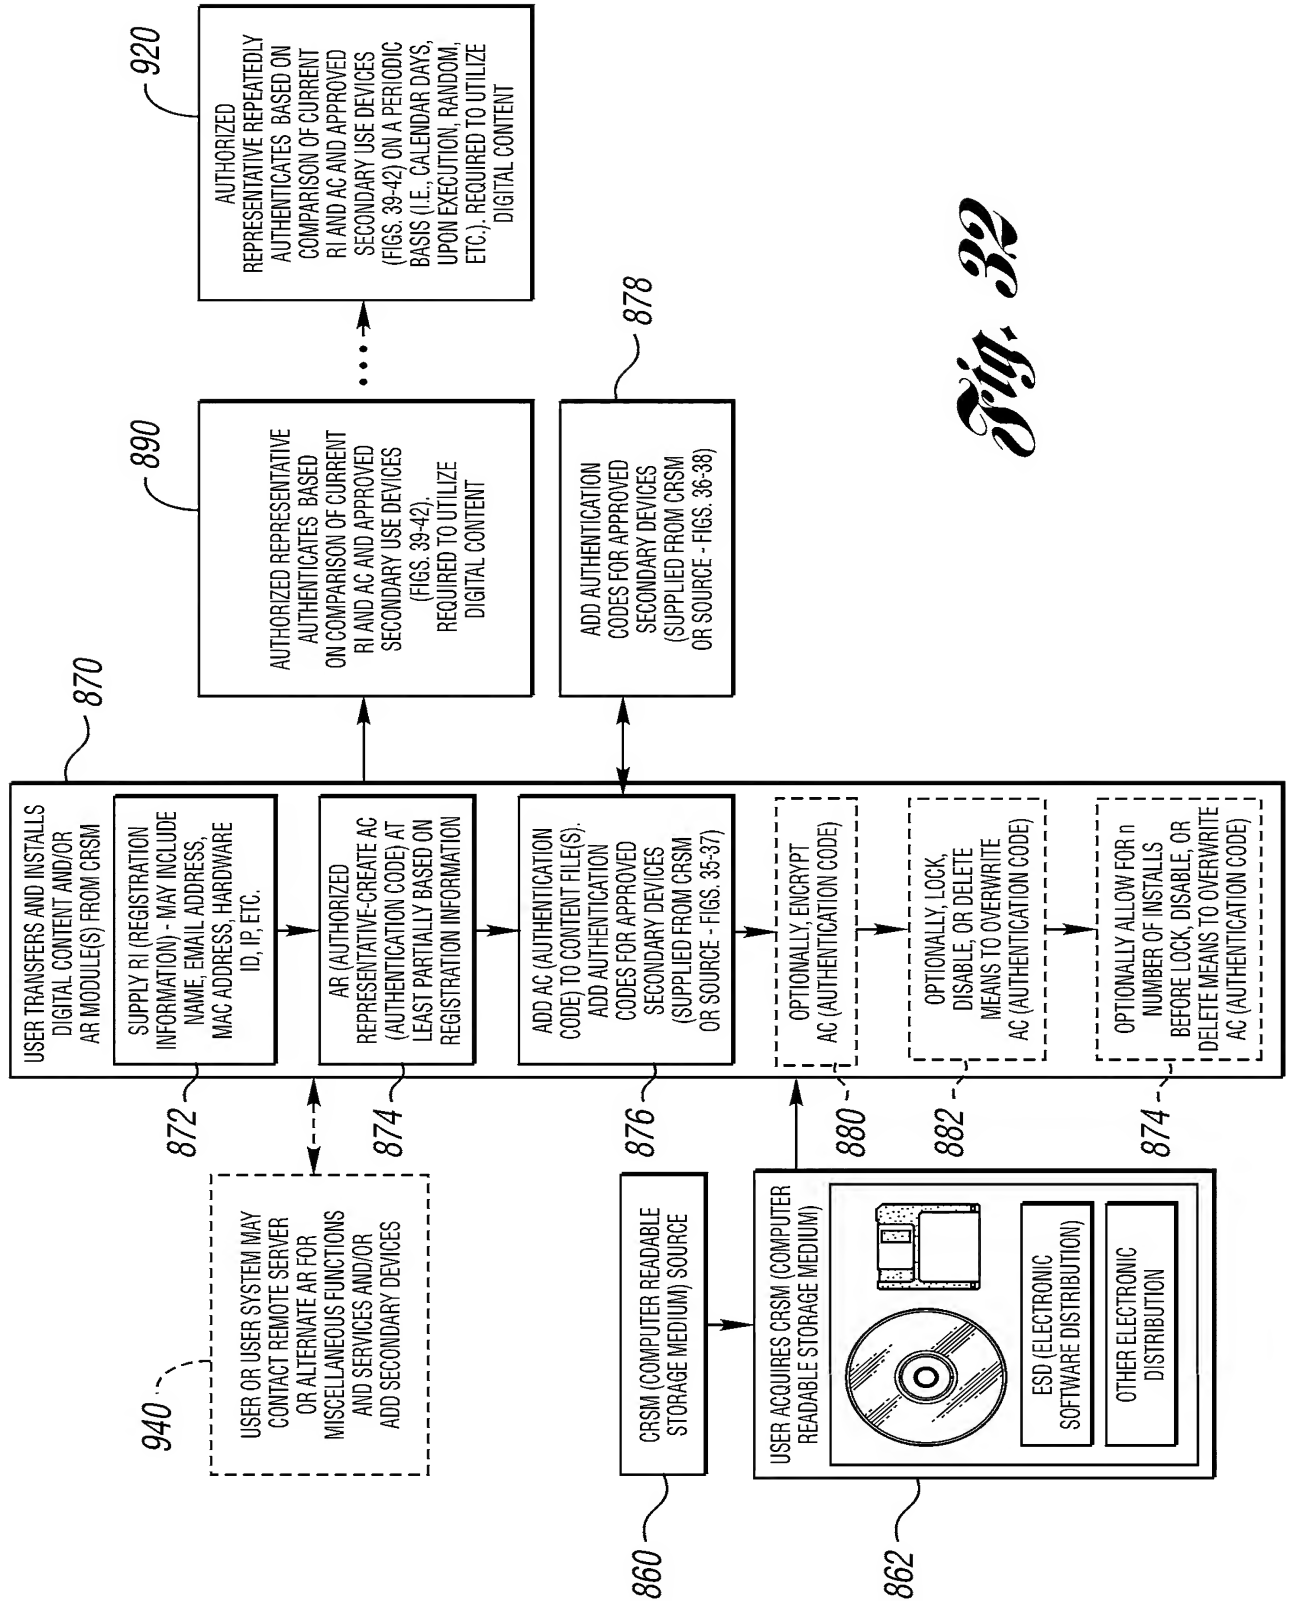 940
USER OR USER SYSTEM MAY
CONTACT REMOTE SERVER
OR ALTERNATE AR FOR
MISCELLANEOUS FUNCTIONS
AND SERVICES AND/OR
ADD SECONDARY DEVICES
860
CRSM (COMPUTER READABLE
STORAGE MEDIUM) SOURCE
862
USER ACQUIRES CRSM (COMPUTER
READABLE STORAGE MEDIUM)
ESD (ELECTRONIC
SOFTWARE DISTRIBUTION)
OTHER ELECTRONIC
DISTRIBUTION
870
USER TRANSFERS AND INSTALLS
DIGITAL CONTENT AND/OR
AR MODULE(S) FROM CRSM
872
SUPPLY RI (REGISTRATION
INFORMATION) - MAY INCLUDE
NAME, EMAIL ADDRESS,
MAC ADDRESS, HARDWARE
ID, IP, ETC.
874
AR (AUTHORIZED
REPRESENTATIVE-CREATE AC
(AUTHENTICATION CODE) AT
LEAST PARTIALLY BASED ON
REGISTRATION INFORMATION
876
ADD AC (AUTHENTICATION
CODE) TO CONTENT FILE(S).
ADD AUTHENTICATION
CODES FOR APPROVED
SECONDARY DEVICES
(SUPPLIED FROM CRSM
OR SOURCE - FIGS. 35-37)
880
OPTIONALLY, ENCRYPT
AC (AUTHENTICATION CODE)
882
OPTIONALLY, LOCK,
DISABLE, OR DELETE
MEANS TO OVERWRITE
AC (AUTHENTICATION CODE)
874
OPTIONALLY ALLOW FOR n
NUMBER OF INSTALLS
BEFORE LOCK, DISABLE, OR
DELETE MEANS TO OVERWRITE
AC (AUTHENTICATION CODE)
890
AUTHORIZED REPRESENTATIVE
AUTHENTICATES BASED
ON COMPARISON OF CURRENT
RI AND AC AND APPROVED
SECONDARY USE DEVICES
(FIGS. 39-42).
REQUIRED TO UTILIZE
DIGITAL CONTENT
878
ADD AUTHENTICATION
CODES FOR APPROVED
SECONDARY DEVICES
(SUPPLIED FROM CRSM
OR SOURCE - FIGS. 36-38)
920
AUTHORIZED
REPRESENTATIVE REPEATEDLY
AUTHENTICATES BASED ON
COMPARISON OF CURRENT
RI AND AC AND APPROVED
SECONDARY USE DEVICES
(FIGS. 39-42) ON A PERIODIC
BASIS (I.E., CALENDAR DAYS,
UPON EXECUTION, RANDOM,
ETC.). REQUIRED TO UTILIZE
DIGITAL CONTENT
Fig. 32